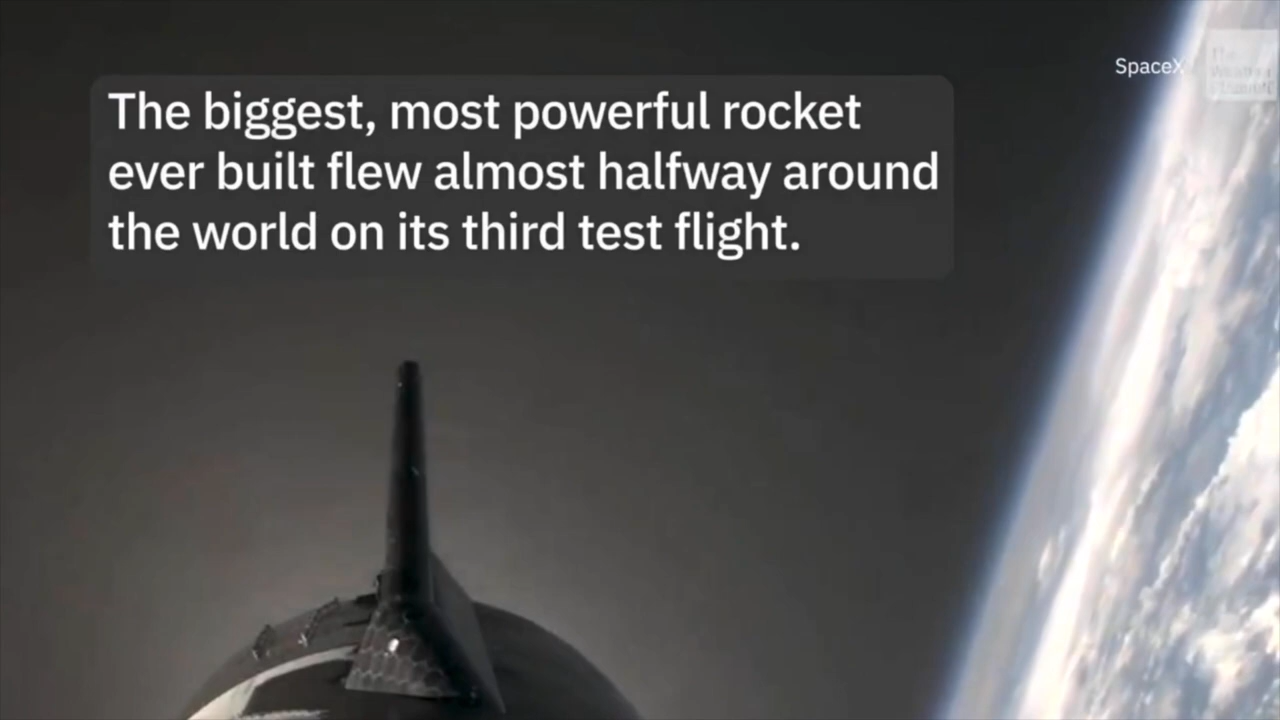 SpaceX
The biggest, most powerful rocket
ever built flew almost halfway around
the world on its third test flight.